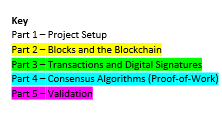 Key
Part 1 – Project Setup
Part 2 – Blocks and the Blockchain
Part 3 – Transactions and Digital Signatures
Part 4 – Consensus Algorithms (Proof-of-Work)
Part 5 – Validation